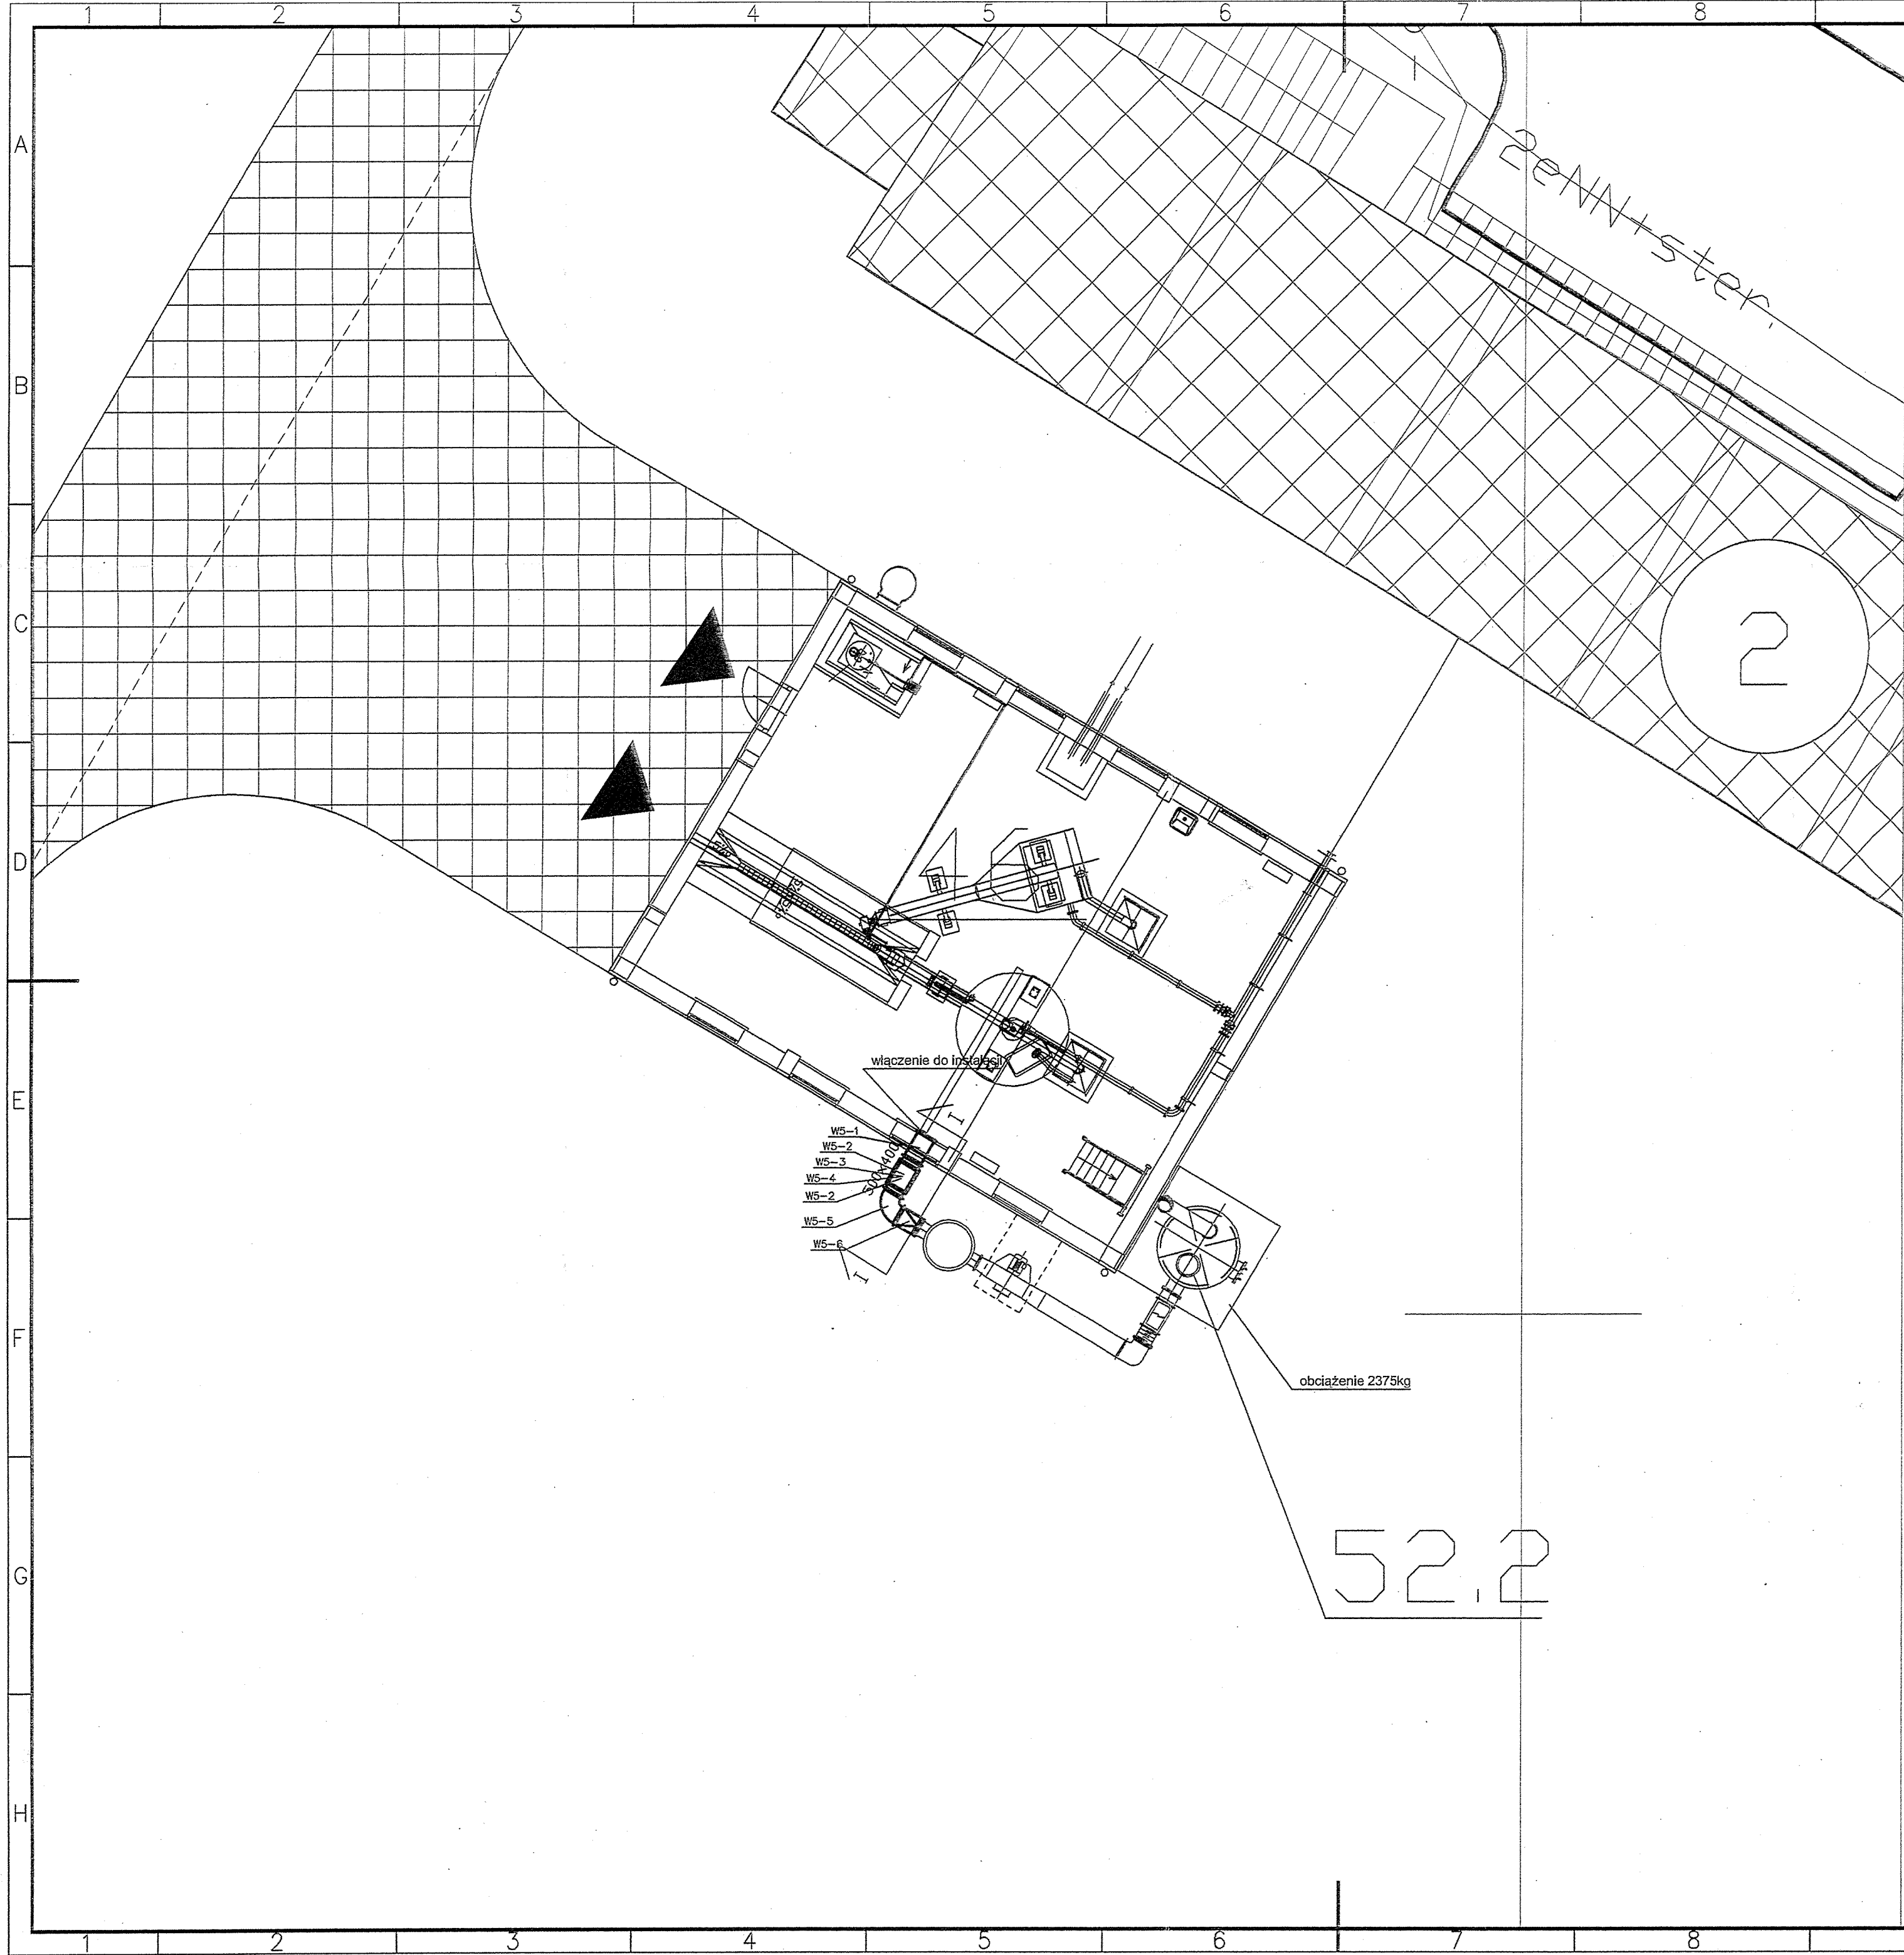 1 2 3 4 5 6 7 8
A
2eNN+ster.
B
C
2
D
włączenie do instalacji
E
I
W5-1
W5-2
W5-3
W5-4
W5-2
500x400
W5-5
W5-6
I
F
obciążenie 2375kg
52.2
G
H
1 2 3 4 5 6 7 8